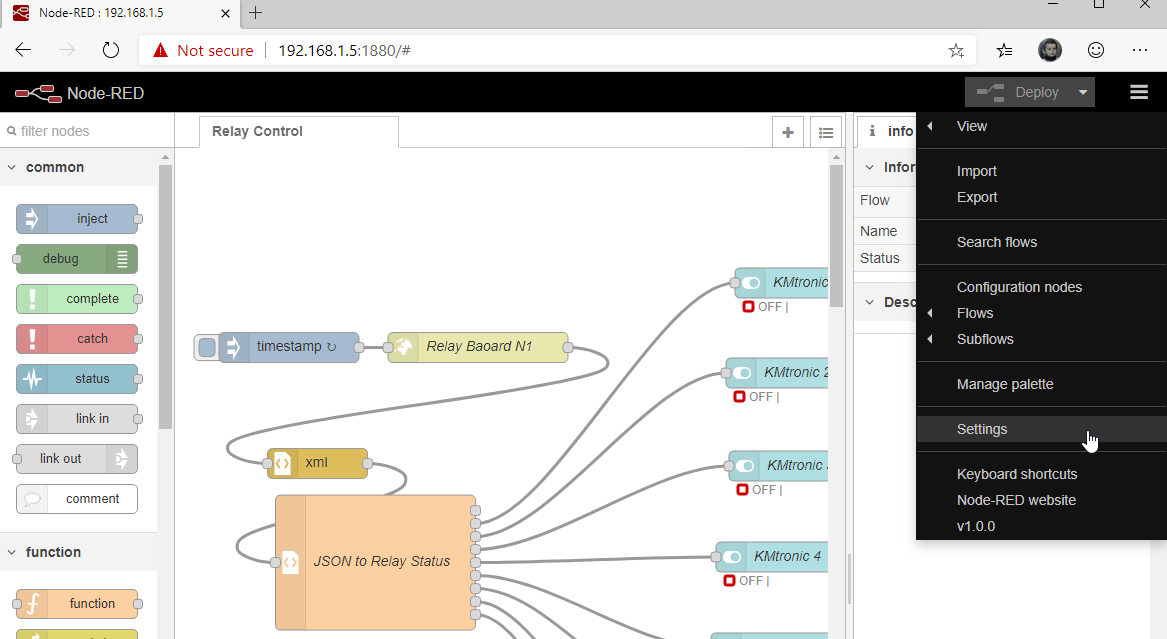 Node-RED : 192.168.1.5
Not secure
192.168.1.5:1880/#
Node-RED
Deploy
filter nodes
Relay Control
info
View
common
Infor
Import
inject
Flow
Export
debug
Name
Search flows
Status
complete
KMtronic
Configuration nodes
OFF |
Desc
Flows
catch
timestamp ↻
Relay Baoard N1
Subflows
status
KMtronic 2
Manage palette
OFF |
link in
Settings
link out
xml
KMtronic
Keyboard shortcuts
OFF |
comment
Node-RED website
v1.0.0
function
JSON to Relay Status
KMtronic 4
OFF |
function